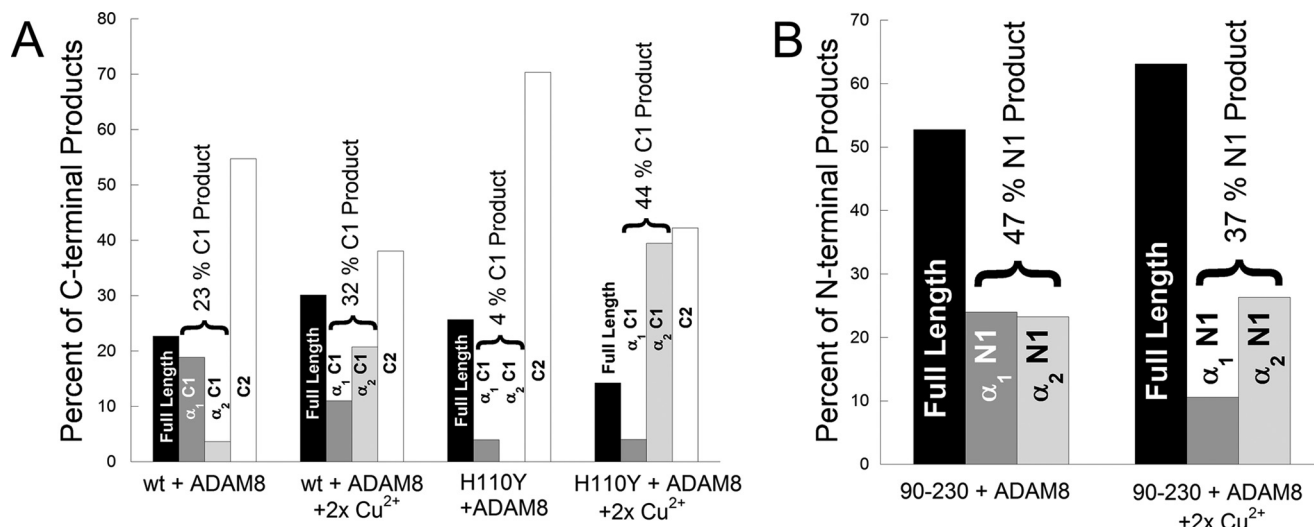 A
Percent of C-terminal Products
80
70
60
50
40
30
20
10
0
Full Length
α1 C1
α2 C1
C2
23 % C1 Product
wt + ADAM8
Full Length
α1 C1
α2 C1
C2
32 % C1 Product
wt + ADAM8
+2x Cu2+
Full Length
α1 C1
α2 C1
C2
4 % C1 Product
H110Y
+ADAM8
Full Length
α1 C1
α2 C1
C2
44 % C1 Product
H110Y + ADAM8
+2x Cu2+
B
Percent of N-terminal Products
70
60
50
40
30
20
10
0
Full Length
α1 N1
α2 N1
47 % N1 Product
90-230 + ADAM8
Full Length
α1 N1
α2 N1
37 % N1 Product
90-230 + ADAM8
+2x Cu2+